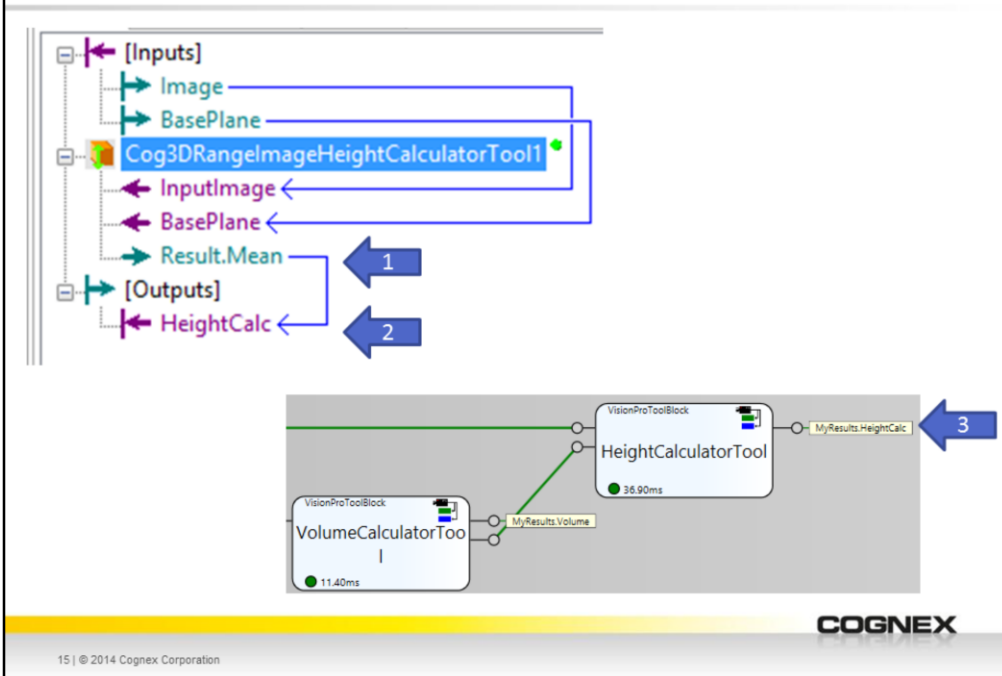 [Inputs]
Image
BasePlane
Cog3DRangeImageHeightCalculatorTool1
InputImage
BasePlane
Result.Mean
1
[Outputs]
HeightCalc
2
VisionProToolBlock
HeightCalculatorTool
36.90ms
MyResults.HeightCalc
3
VisionProToolBlock
VolumeCalculatorToo
l
11.40ms
MyResults.Volume
COGNEX
15 | © 2014 Cognex Corporation